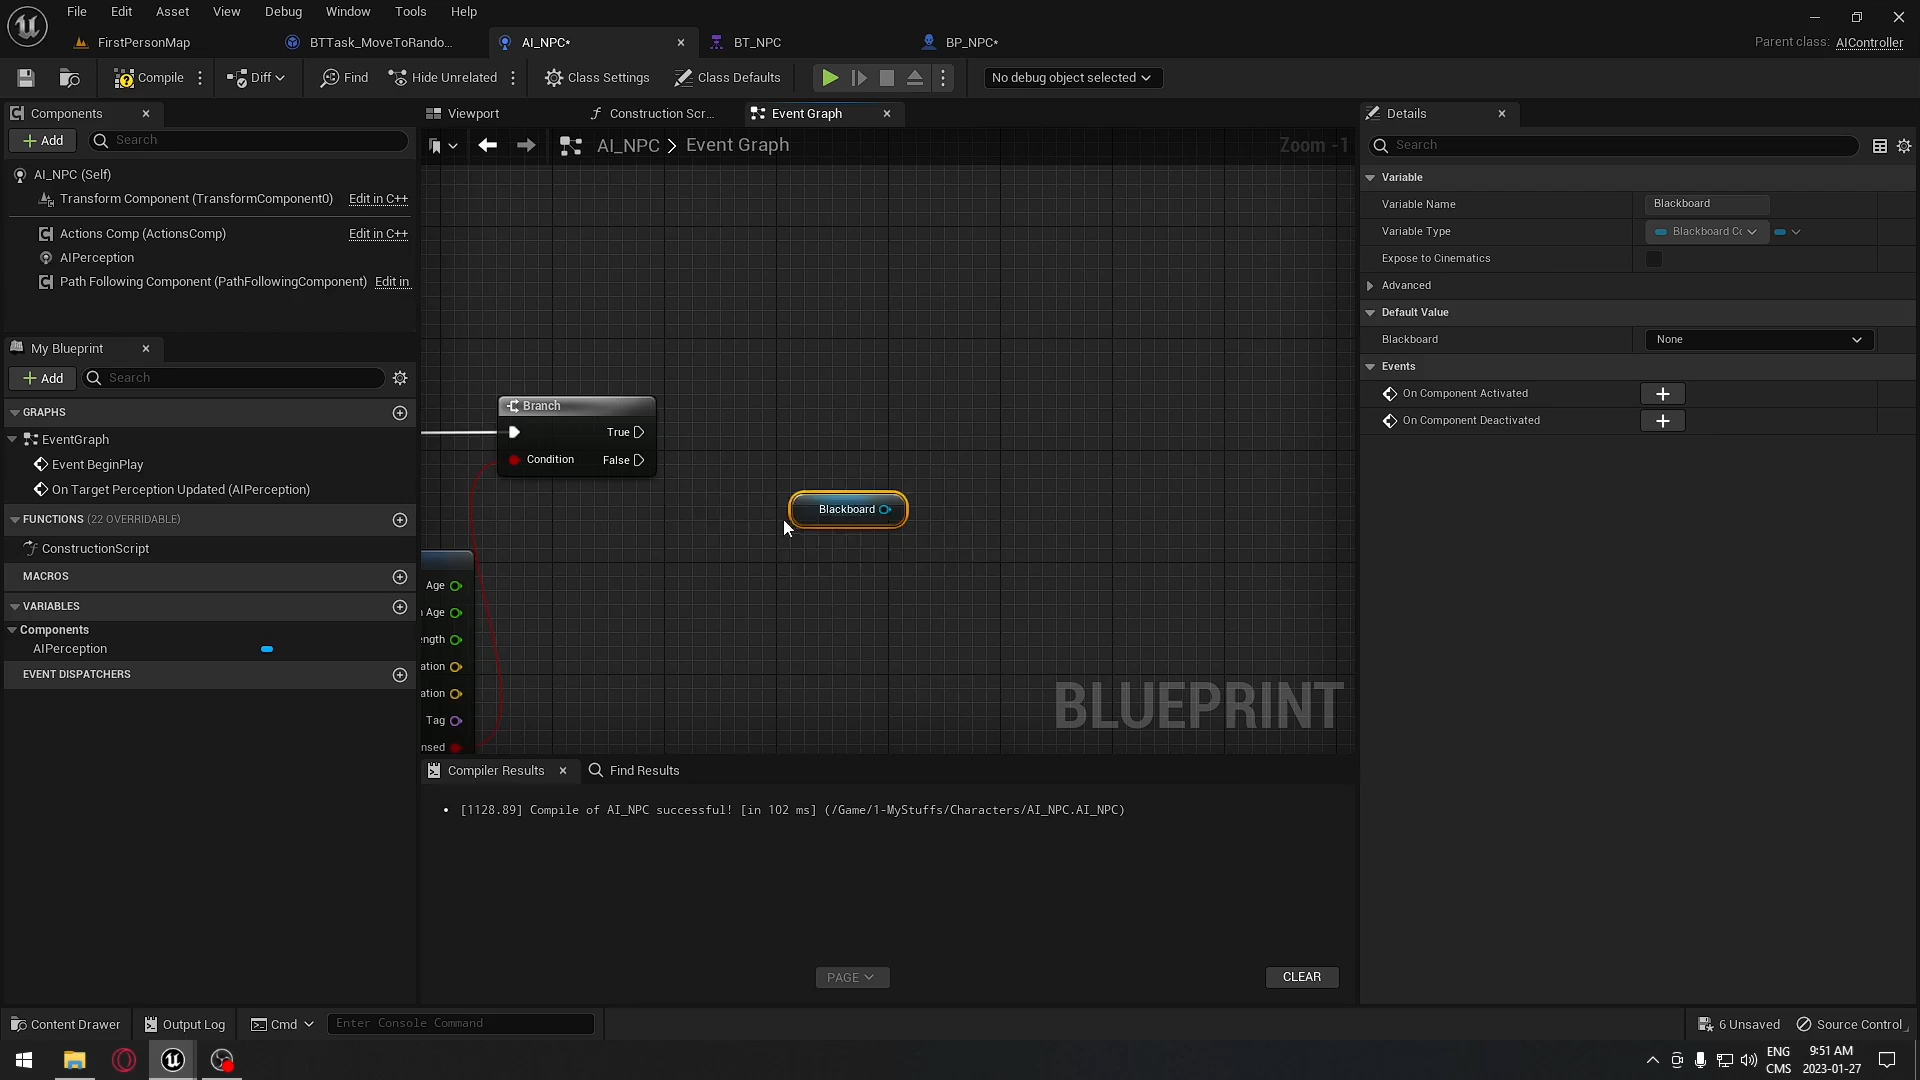 File Edit Asset View Debug Window Tools Help
FirstPersonMap BTTask_MoveToRando... AI_NPC* BT_NPC BP_NPC* Parent class: AIController
Compile Diff Find Hide Unrelated Class Settings Class Defaults No debug object selected
Components Viewport Construction Scr... Event Graph Details
Add Search AI_NPC Event Graph Zoom -1 Search
AI_NPC (Self)
Transform Component (TransformComponent0) Edit in C++
Actions Comp (ActionsComp) Edit in C++
AIPerception
Path Following Component (PathFollowingComponent) Edit in
My Blueprint
Add Search
GRAPHS
EventGraph
Event BeginPlay
On Target Perception Updated (AIPerception)
FUNCTIONS (22 OVERRIDABLE)
ConstructionScript
MACROS
VARIABLES
Components
AIPerception
EVENT DISPATCHERS
Branch
True
Condition False
Blackboard
Age
n Age
ength
ation
ation
Tag
nsed
BLUEPRINT
Variable
Variable Name Blackboard
Variable Type Blackboard Cc
Expose to Cinematics
Advanced
Default Value
Blackboard None
Events
On Component Activated
On Component Deactivated
Compiler Results Find Results
• [1128.89] Compile of AI_NPC successful! [in 102 ms] (/Game/1-MyStuffs/Characters/AI_NPC.AI_NPC)
PAGE CLEAR
Content Drawer Output Log Cmd Enter Console Command 6 Unsaved Source Control
ENG 9:51 AM
CMS 2023-01-27